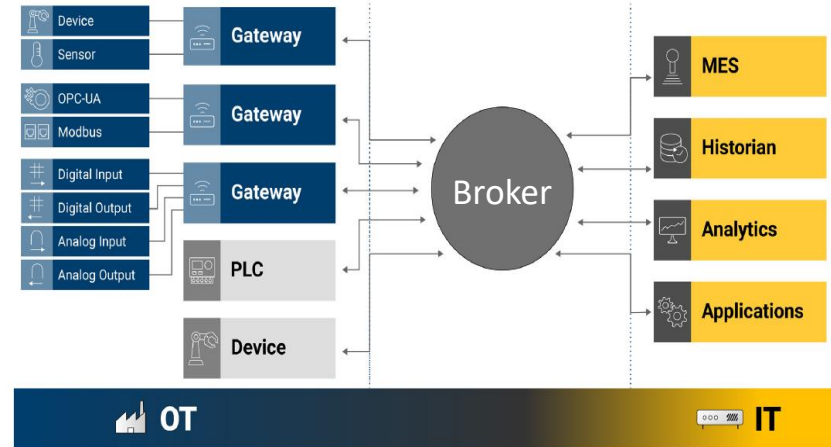 Device
Sensor
Gateway
OPC-UA
Modbus
Gateway
Digital Input
Digital Output
Analog Input
Analog Output
Gateway
PLC
Device
Broker
MES
Historian
Analytics
Applications
OT
IT